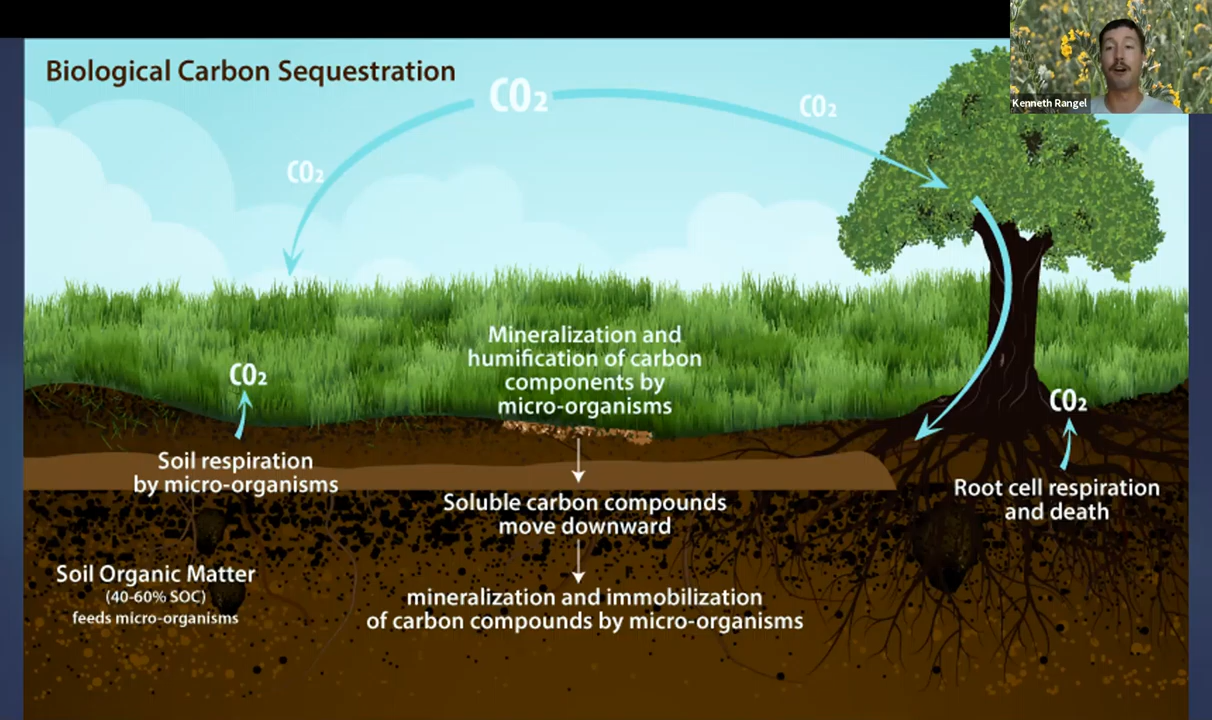 Biological Carbon Sequestration
Kenneth Rangel
CO₂
CO₂
CO₂
Mineralization and
humification of carbon
components by
micro-organisms
CO₂
CO₂
Soil respiration
by micro-organisms
Root cell respiration
and death
Soluble carbon compounds
move downward
Soil Organic Matter
(40-60% SOC)
feeds micro-organisms
mineralization and immobilization
of carbon compounds by micro-organisms